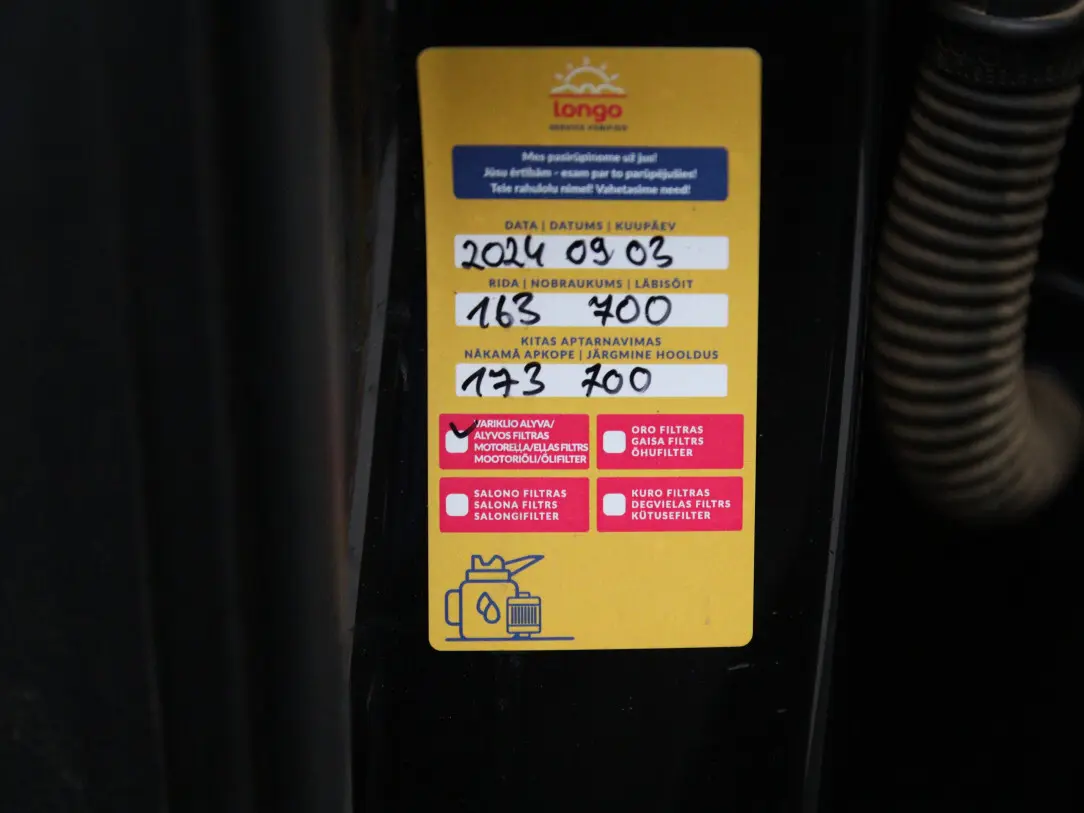 longo
Mes pasirūpinome už jus!
Jūsu ērtībām - esam par to parūpējušies!
Teie rahulolu nimel! Vahetasime need!
DATA | DATUMS | KUUPÄEV
2024 09 03
RIDA | NOBRAUKUMS | LÄBISÕIT
163 700
KITAS APTARNAVIMAS
NĀKAMĀ APKOPE | JÄRGMINE HOOLDUS
173 700
VARIKLIO ALYVA/
ALYVOS FILTRAS
MOTOREĻĻA/EĻĻAS FILTRS
MOOTORIÕLI/ÕLIFILTER
ORO FILTRAS
GAISA FILTRS
ÕHUFILTER
SALONO FILTRAS
SALONA FILTRS
SALONGIFILTER
KURO FILTRAS
DEGVIELAS FILTRS
KÜTUSEFILTER